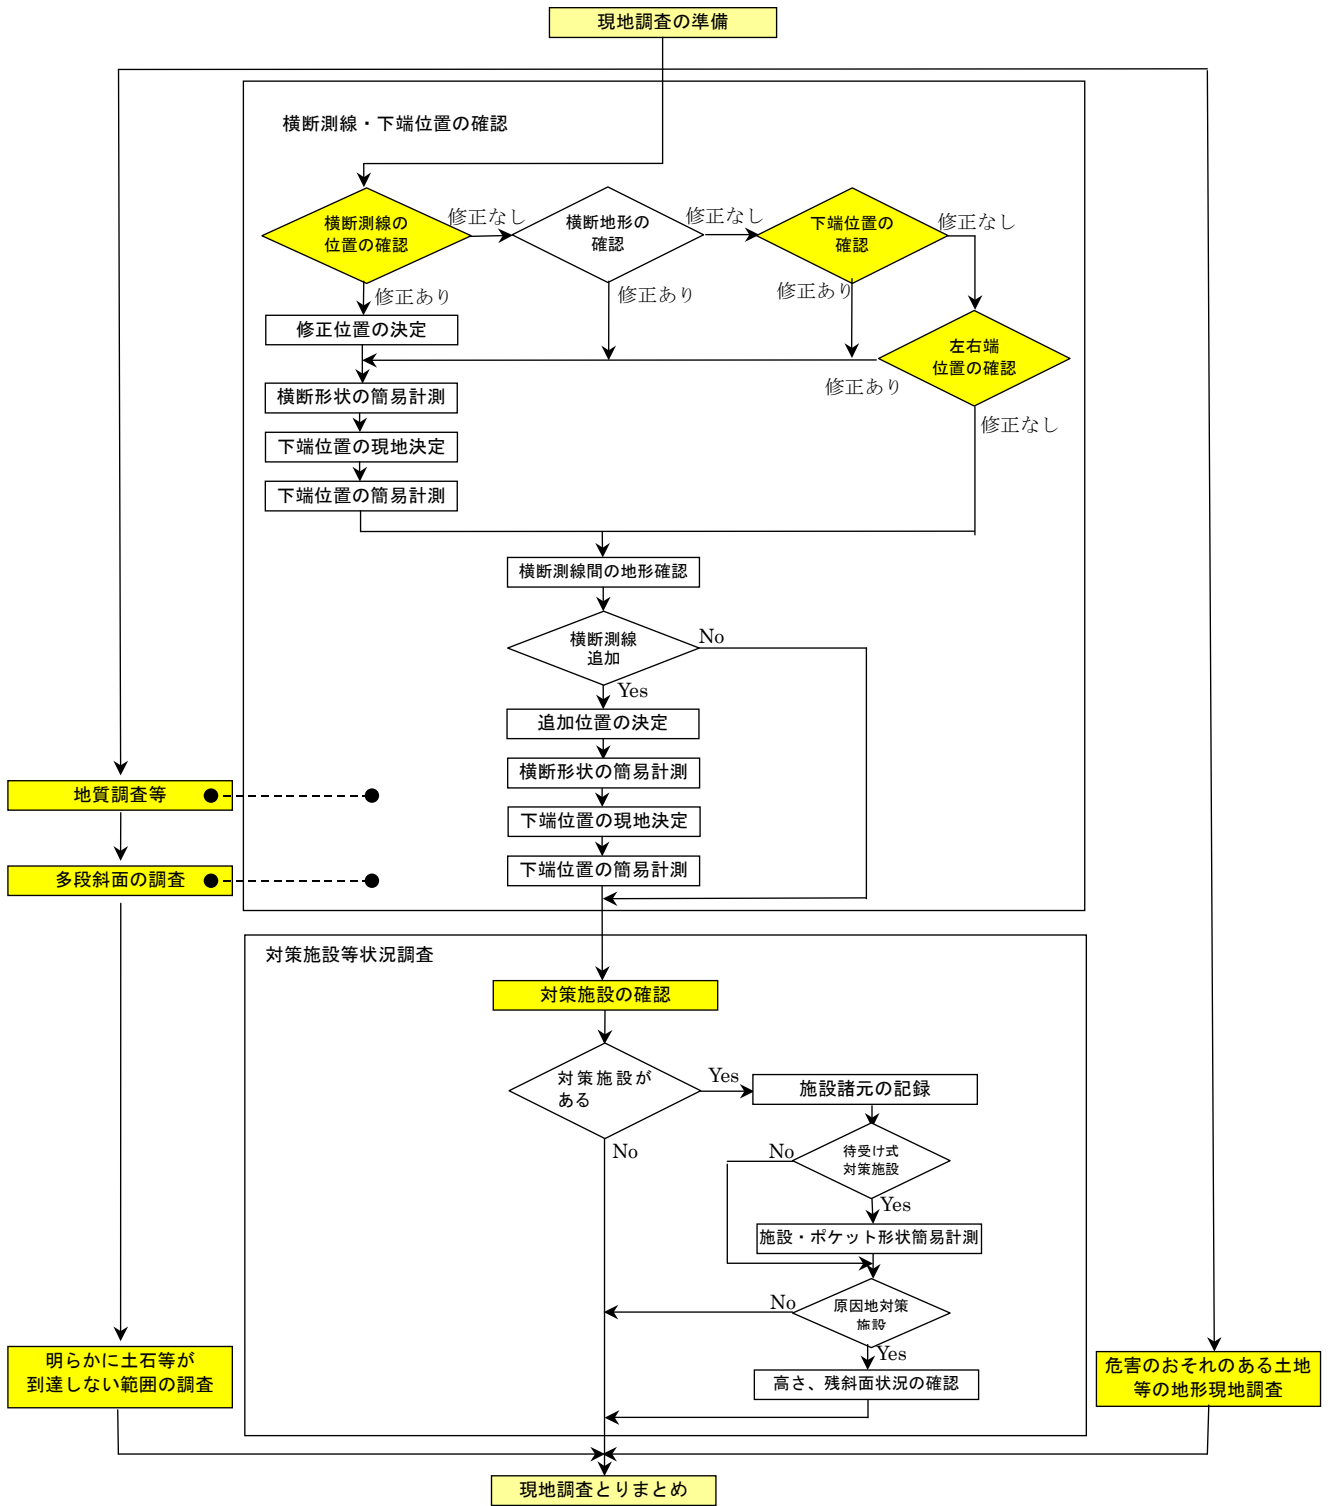 現地調査の準備
横断測線・下端位置の確認
横断測線の
位置の確認
修正なし
横断地形の
確認
修正なし
下端位置の
確認
修正なし
修正あり
修正あり
修正あり
修正位置の決定
左右端
位置の確認
修正あり
修正なし
横断形状の簡易計測
下端位置の現地決定
下端位置の簡易計測
横断測線間の地形確認
横断測線
追加
No
Yes
追加位置の決定
横断形状の簡易計測
下端位置の現地決定
下端位置の簡易計測
地質調査等
多段斜面の調査
対策施設等状況調査
対策施設の確認
対策施設が
ある
Yes
No
施設諸元の記録
待受け式
対策施設
No
Yes
施設・ポケット形状簡易計測
原因地対策
施設
No
Yes
高さ、残斜面状況の確認
明らかに土石等が
到達しない範囲の調査
危害のおそれのある土地
等の地形現地調査
現地調査とりまとめ